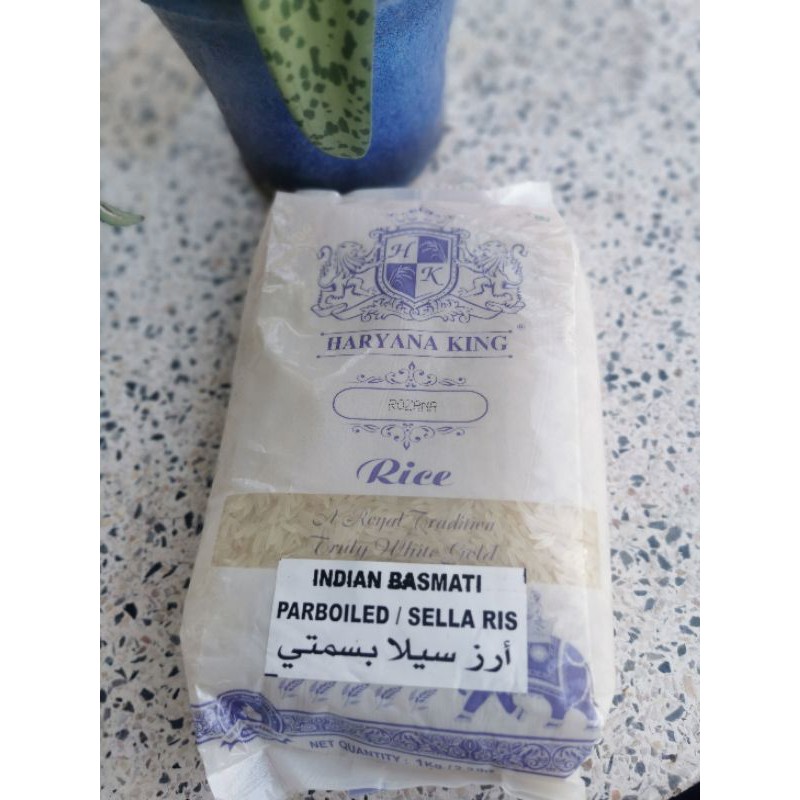 H
K
HARYANA KING
®
ROZANA
Rice
A Royal Tradition
Truly White Gold
INDIAN BASMATI
PARBOILED / SELLA RIS
أرز سيلا بسمتي
NET QUANTITY : 1Kg